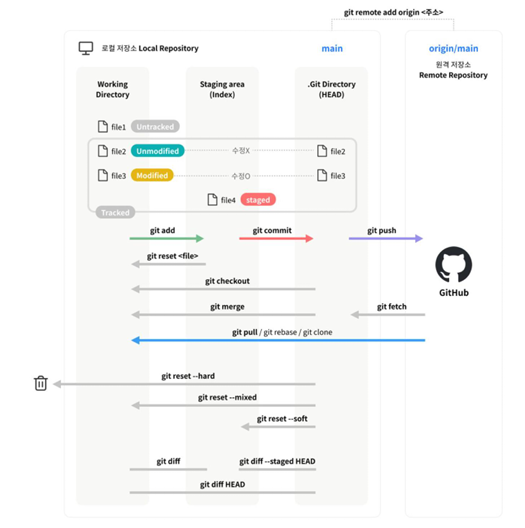 git remote add origin <주소>
로컬 저장소 Local Repository
main
origin/main
원격 저장소
Remote Repository
Working
Directory
Staging area
(Index)
.Git Directory
(HEAD)
file1 Untracked
file2 Unmodified 수정X file2
file3 Modified 수정O file3
file4 staged
Tracked
git add
git commit
git push
git reset <file>
GitHub
git checkout
git merge
git fetch
git pull / git rebase / git clone
git reset --hard
git reset --mixed
git reset --soft
git diff
git diff --staged HEAD
git diff HEAD